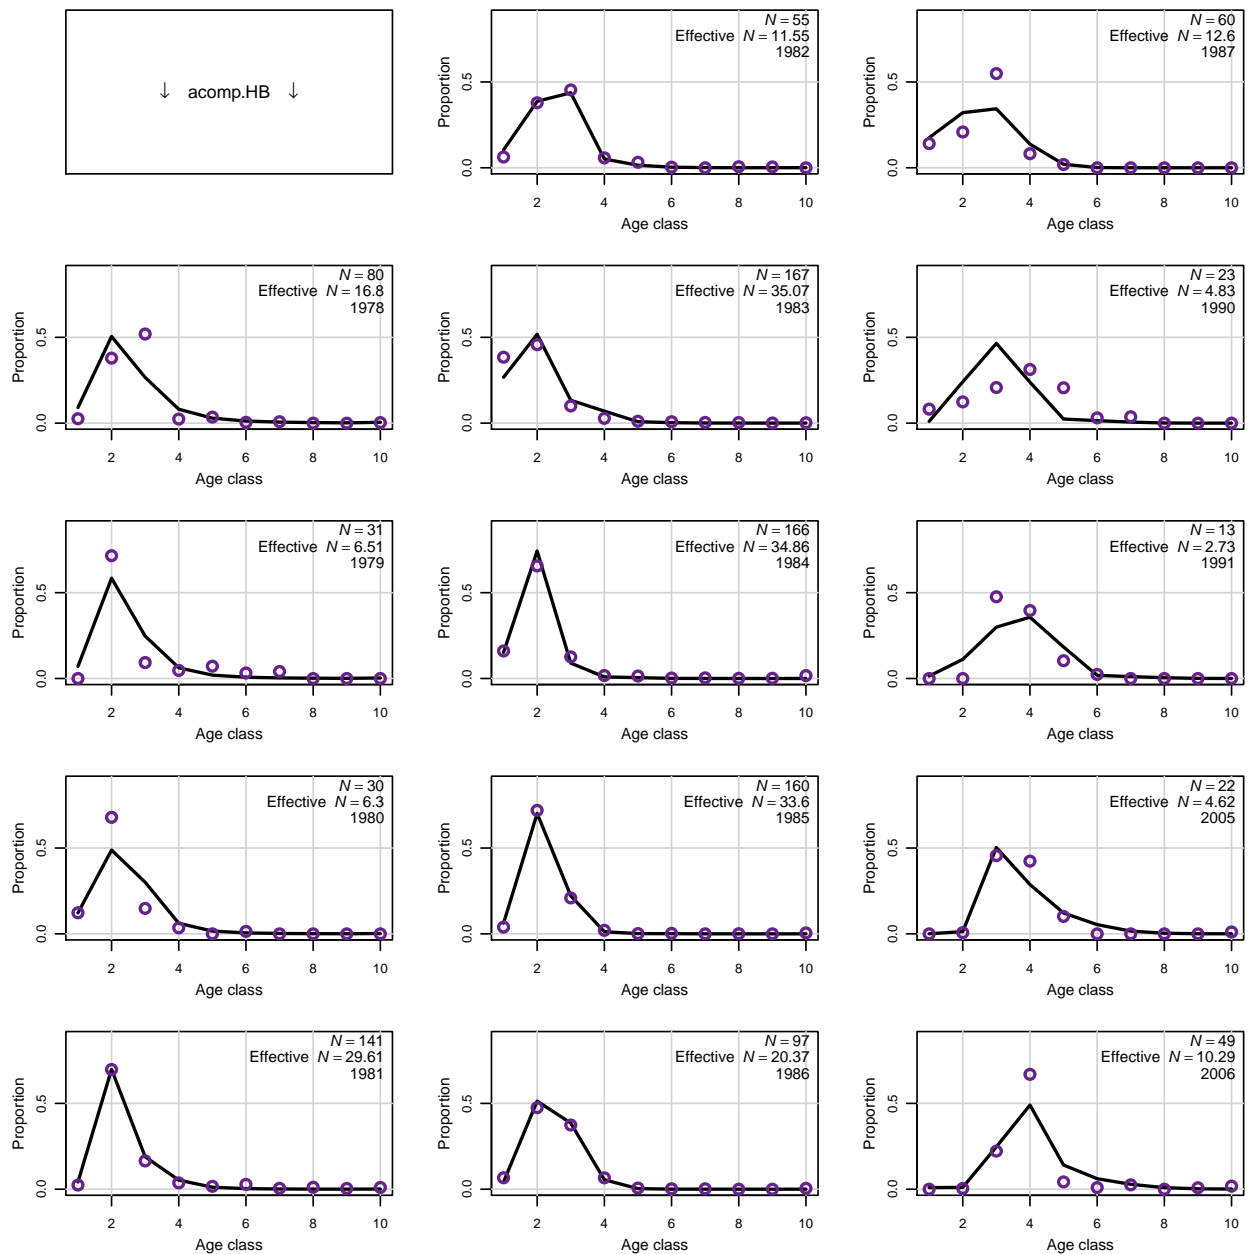 ↓ acomp.HB ↓
N = 55
Effective N = 11.55
1982
Proportion
0.0
0.5
2 4 6 8 10
Age class
N = 60
Effective N = 12.6
1987
Proportion
0.0
0.5
2 4 6 8 10
Age class
N = 80
Effective N = 16.8
1978
Proportion
0.0
0.5
2 4 6 8 10
Age class
N = 167
Effective N = 35.07
1983
Proportion
0.0
0.5
2 4 6 8 10
Age class
N = 23
Effective N = 4.83
1990
Proportion
0.0
0.5
2 4 6 8 10
Age class
N = 31
Effective N = 6.51
1979
Proportion
0.0
0.5
2 4 6 8 10
Age class
N = 166
Effective N = 34.86
1984
Proportion
0.0
0.5
2 4 6 8 10
Age class
N = 13
Effective N = 2.73
1991
Proportion
0.0
0.5
2 4 6 8 10
Age class
N = 30
Effective N = 6.3
1980
Proportion
0.0
0.5
2 4 6 8 10
Age class
N = 160
Effective N = 33.6
1985
Proportion
0.0
0.5
2 4 6 8 10
Age class
N = 22
Effective N = 4.62
2005
Proportion
0.0
0.5
2 4 6 8 10
Age class
N = 141
Effective N = 29.61
1981
Proportion
0.0
0.5
2 4 6 8 10
Age class
N = 97
Effective N = 20.37
1986
Proportion
0.0
0.5
2 4 6 8 10
Age class
N = 49
Effective N = 10.29
2006
Proportion
0.0
0.5
2 4 6 8 10
Age class